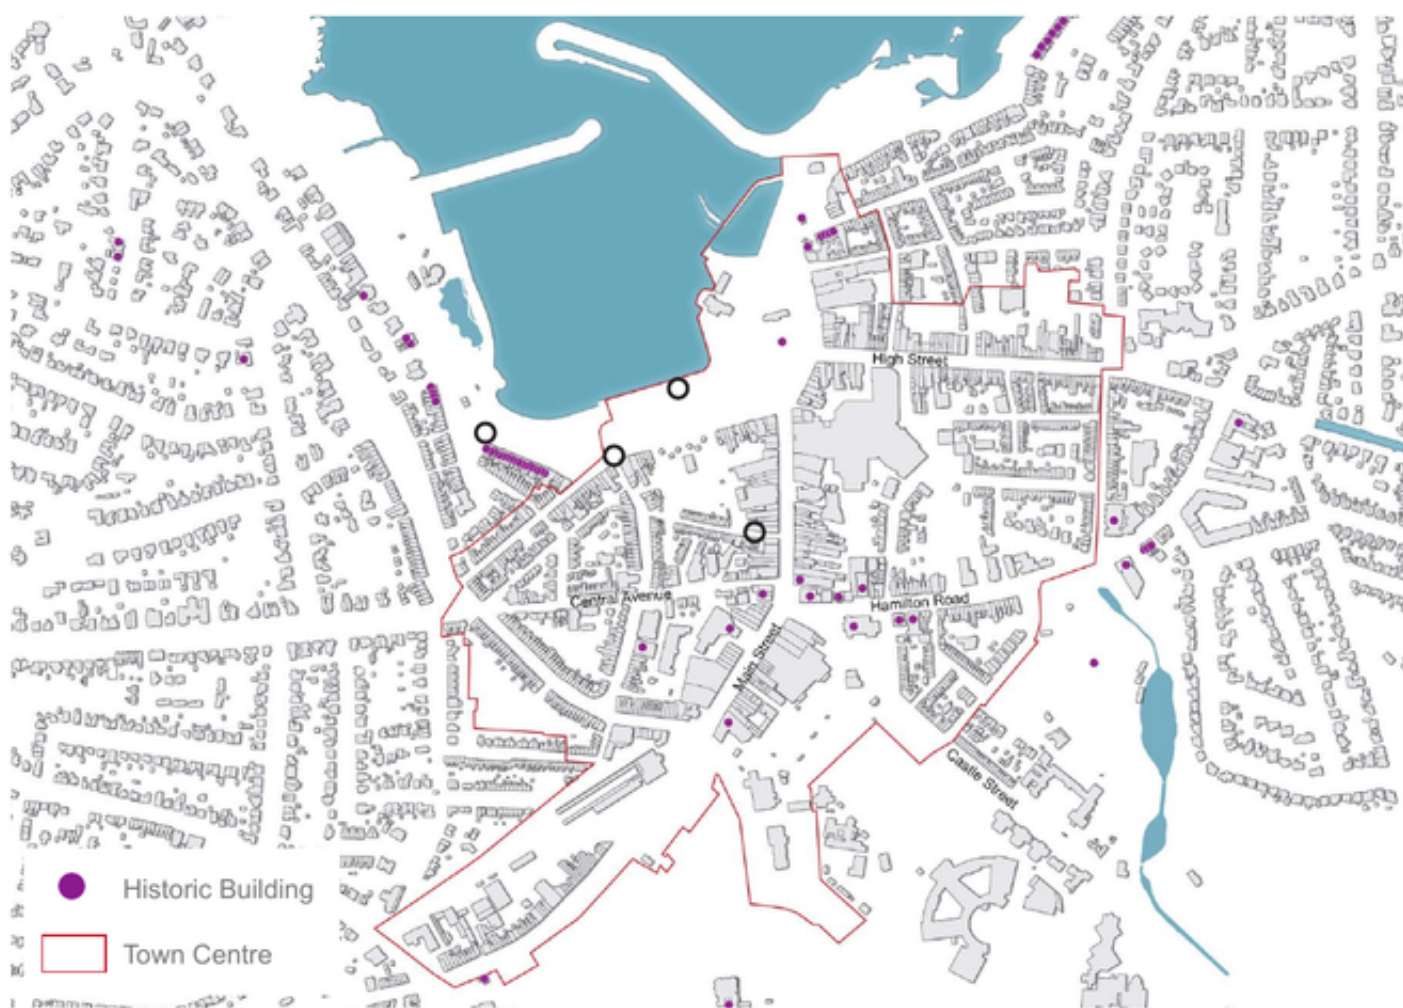 High Street
Central Avenue
Hamilton Road
Main Street
Castle Street
Historic Building
Town Centre